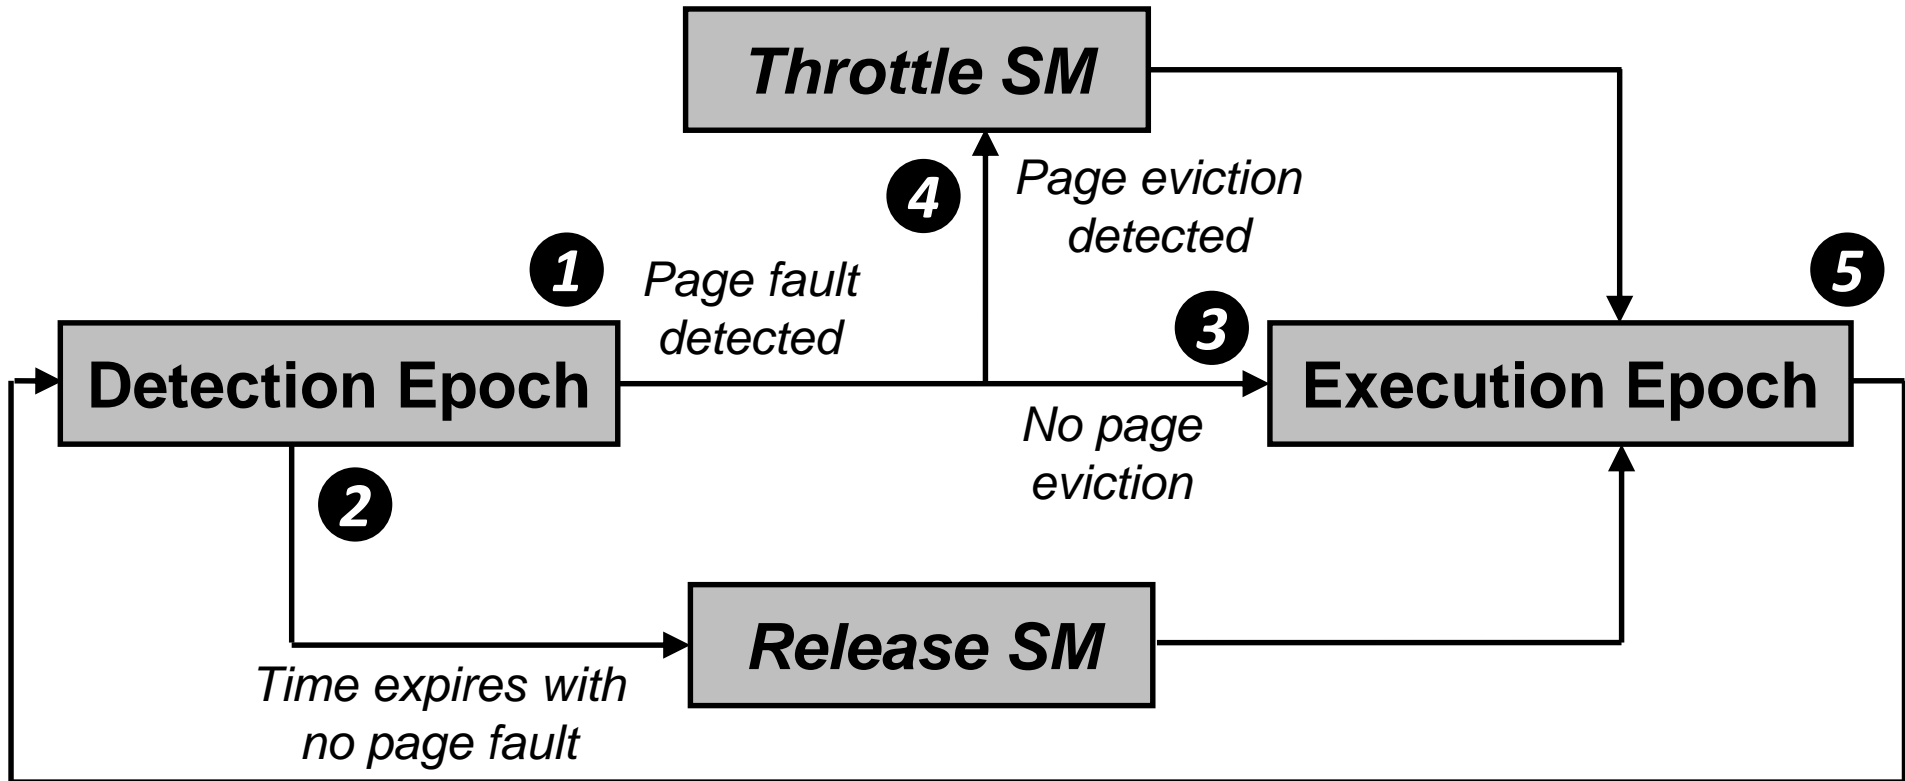 Throttle SM
4
Page eviction
detected
1
Page fault
detected
5
3
Detection Epoch
Execution Epoch
No page
eviction
2
Release SM
Time expires with
no page fault